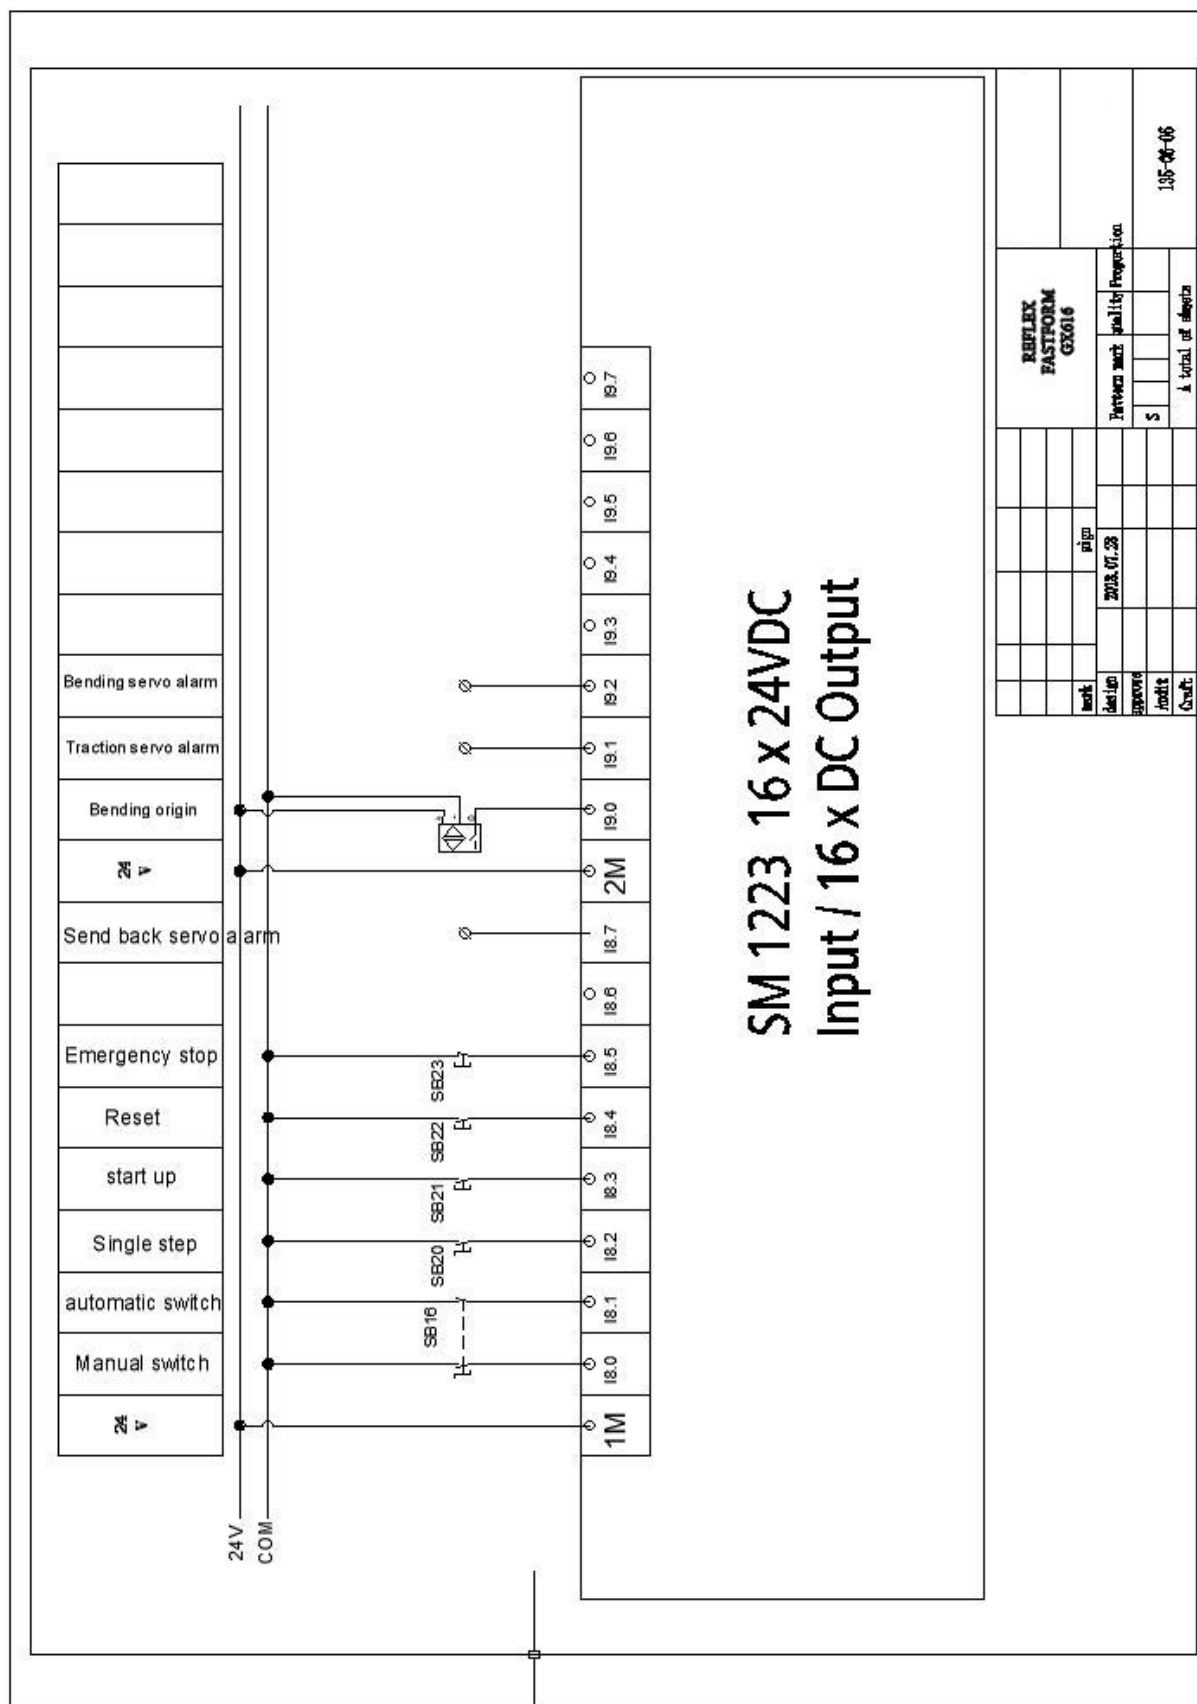 Bending servo alarm
Traction servo alarm
Bending origin
24
V
Send back servo alarm
Emergency stop
Reset
start up
Single step
automatic switch
Manual switch
24
V
24V
COM
SB23
SB22
SB21
SB20
SB16
I9.7
I9.6
I9.5
I9.4
I9.3
I9.2
I9.1
I9.0
2M
I8.7
I8.6
I8.5
I8.4
I8.3
I8.2
I8.1
I8.0
1M
SM 1223 16 x 24VDC
Input / 16 x DC Output
REFLEX
FASTFORM
GX616
Pattern mark quality Proportion
S
A total of sheets
135-06-06
mark
sign
design
2018.07.23
approve
Audit
Craft